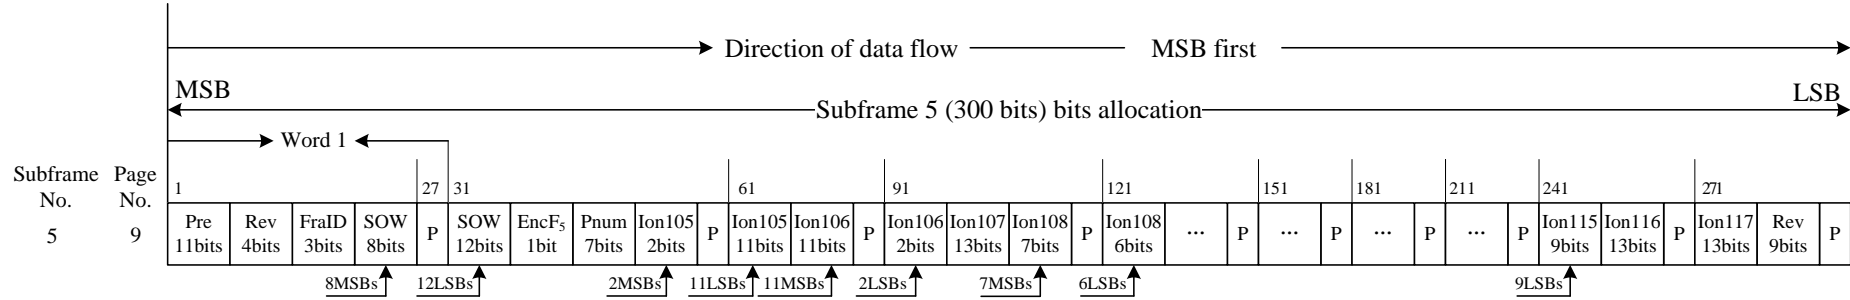 Direction of data flow MSB first
MSB LSB
Subframe 5 (300 bits) bits allocation
Word 1
Subframe No. Page No.
1 27 31 61 91 121 151 181 211 241 271
5 9
Pre 11bits
Rev 4bits
FraID 3bits
SOW 8bits
P
SOW 12bits
EncF₅ 1bit
Pnum 7bits
Ion105 2bits
P
Ion105 11bits
Ion106 11bits
P
Ion106 2bits
Ion107 13bits
Ion108 7bits
P
Ion108 6bits
...
P
...
P
...
P
...
P
Ion115 9bits
Ion116 13bits
P
Ion117 13bits
Rev 9bits
P
8MSBs 12LSBs 2MSBs 11LSBs 11MSBs 2LSBs 7MSBs 6LSBs 9LSBs